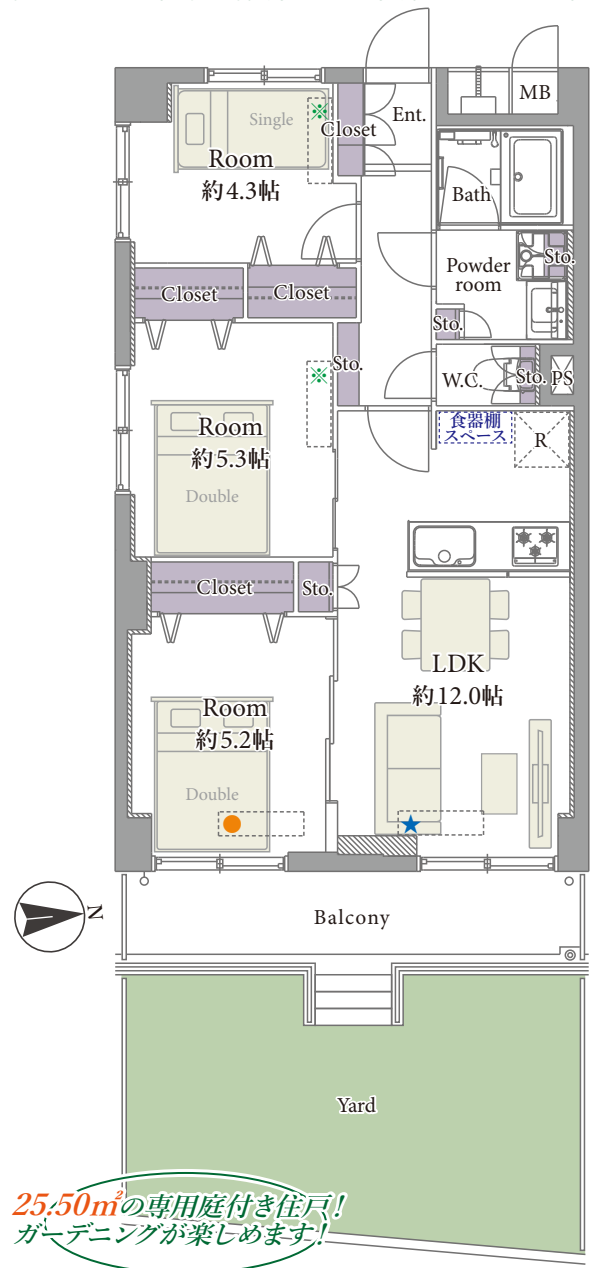 MB
Ent.
Single
Closet
Room
約4.3帖
Bath
Sto.
Powder
room
Closet
Closet
Sto.
Sto.
W.C.
Sto.
PS
食器棚
スペース
R
Room
約5.3帖
Double
Closet
Sto.
LDK
約12.0帖
Room
約5.2帖
Double
N
Balcony
Yard
25.50㎡の専用庭付き住戸!
ガーデニングが楽しめます!